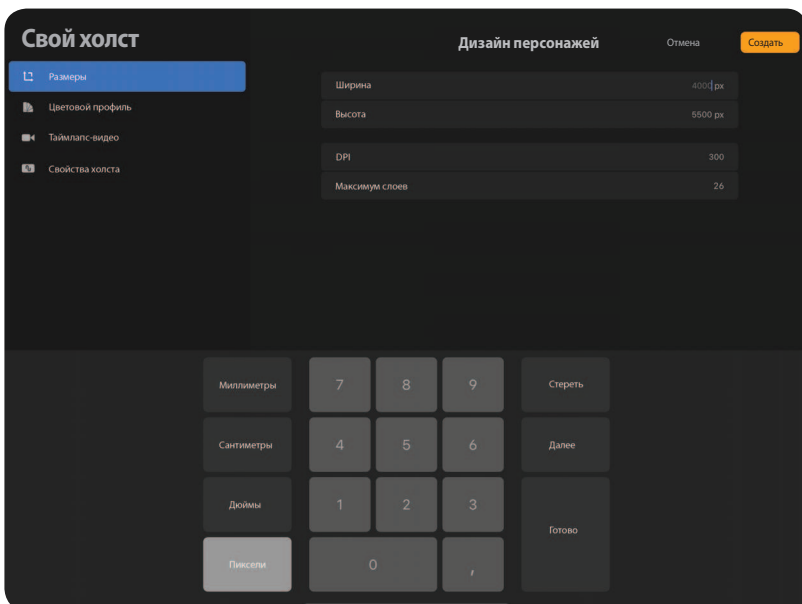 Свой холст
Дизайн персонажей
Отмена
Создать
Размеры
Цветовой профиль
Таймлапс-видео
Свойства холста
Ширина 4000 px
Высота 5500 px
DPI 300
Максимум слоев 26
Миллиметры 7 8 9 Стереть
Сантиметры 4 5 6 Далее
Дюймы 1 2 3 Готово
Пиксели 0 ,